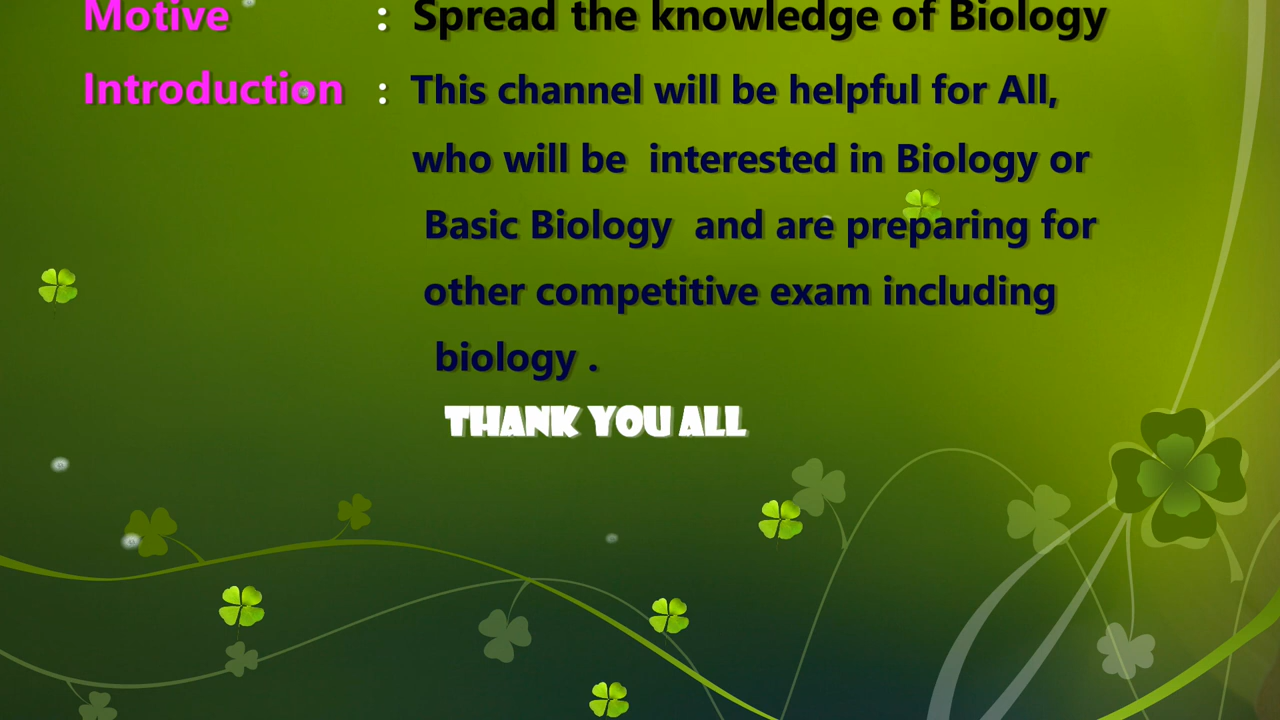 Motive : Spread the knowledge of Biology
Introduction : This channel will be helpful for All,
who will be interested in Biology or
Basic Biology and are preparing for
other competitive exam including
biology .
THANK YOU ALL